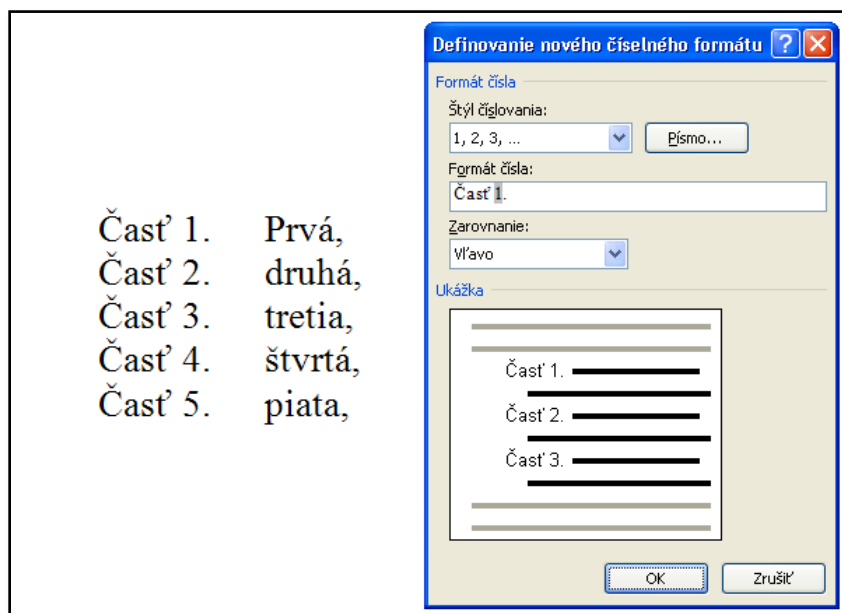 Časť 1. Prvá,
Časť 2. druhá,
Časť 3. tretia,
Časť 4. štvrtá,
Časť 5. piata,
Definovanie nového číselného formátu
Formát čísla
Štýl číslovania:
1, 2, 3, ... Písmo...
Formát čísla:
Časť 1.
Zarovnanie:
Vľavo
Ukážka
Časť 1.
Časť 2.
Časť 3.
OK Zrušiť